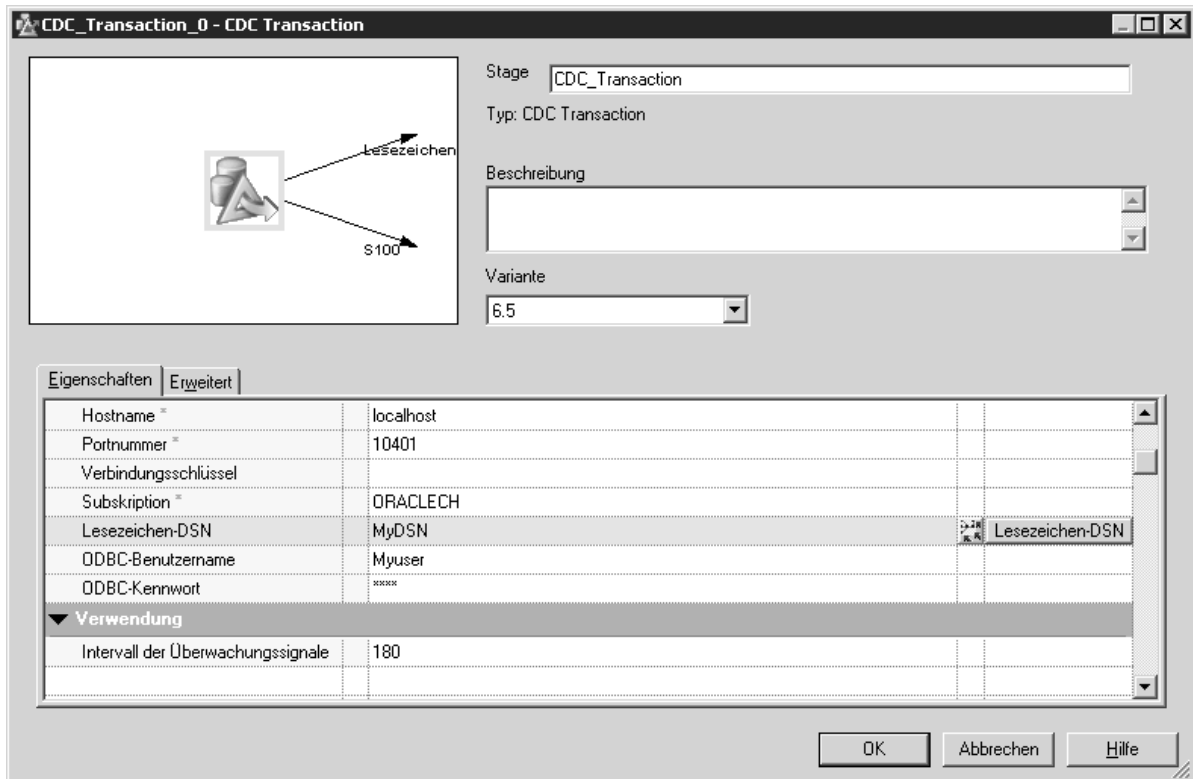 CDC_Transaction_0 - CDC Transaction
Lesezeichen
S100
Stage CDC_Transaction
Typ: CDC Transaction
Beschreibung
Variante
6.5
Eigenschaften Erweitert
Hostname * localhost
Portnummer * 10401
Verbindungsschlüssel
Subskription * ORACLECH
Lesezeichen-DSN MyDSN Lesezeichen-DSN
ODBC-Benutzername Myuser
ODBC-Kennwort ****
Verwendung
Intervall der Überwachungssignale 180
OK Abbrechen Hilfe